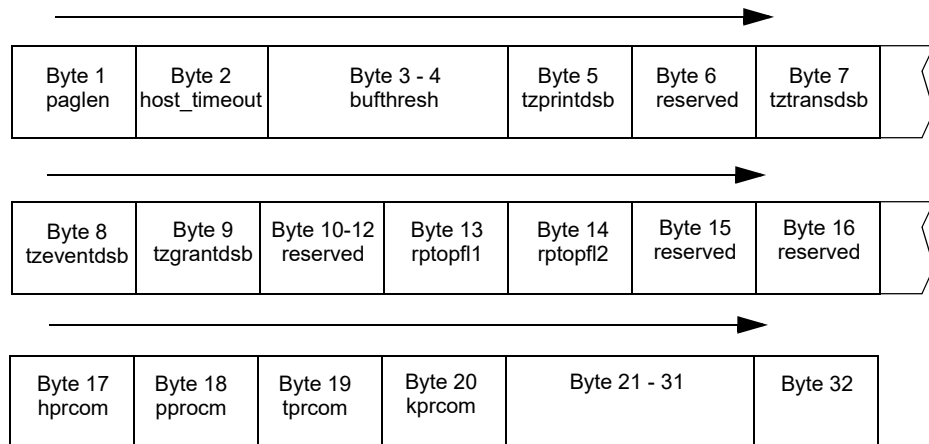 Byte 1
paglen
Byte 2
host_timeout
Byte 3 - 4
bufthresh
Byte 5
tzprintdsb
Byte 6
reserved
Byte 7
tztransdsb
Byte 8
tzeventdsb
Byte 9
tzgrantdsb
Byte 10-12
reserved
Byte 13
rptopfl1
Byte 14
rptopfl2
Byte 15
reserved
Byte 16
reserved
Byte 17
hprcom
Byte 18
pprocm
Byte 19
tprcom
Byte 20
kprcom
Byte 21 - 31
Byte 32